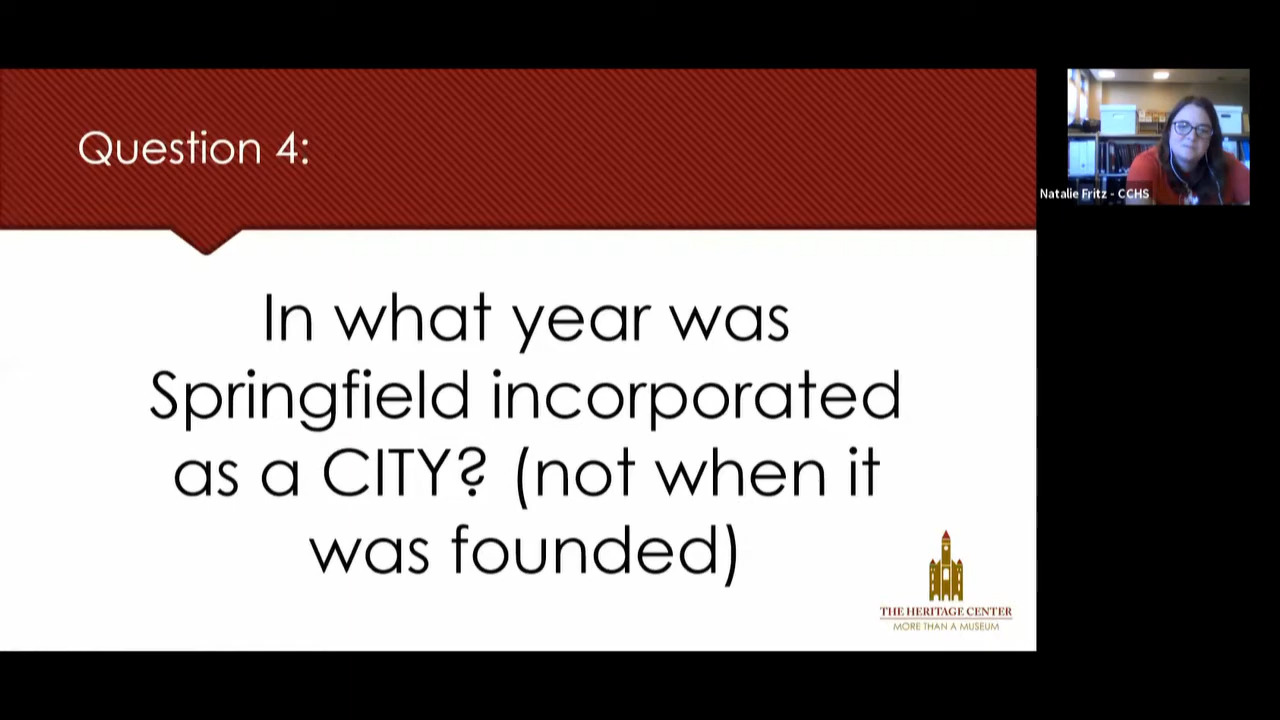 Question 4:
In what year was
Springfield incorporated
as a CITY? (not when it
was founded)
THE HERITAGE CENTER
MORE THAN A MUSEUM
Natalie Fritz - CCHS